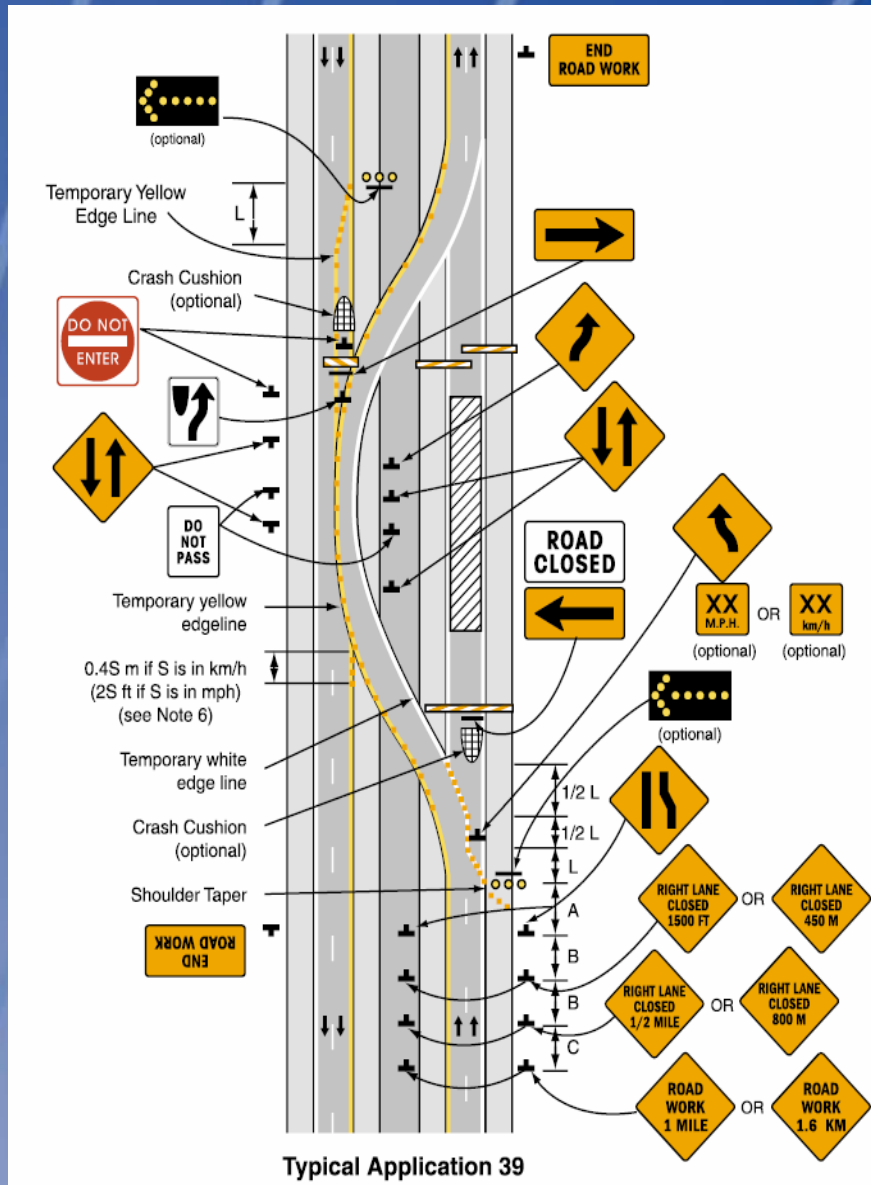 END
ROAD WORK
(optional)
Temporary Yellow
Edge Line
L
Crash Cushion
(optional)
DO NOT
ENTER
DO
NOT
PASS
ROAD
CLOSED
Temporary yellow
edgeline
XX
M.P.H.
OR
XX
km/h
(optional)
(optional)
0.4S m if S is in km/h
(2S ft if S is in mph)
(see Note 6)
(optional)
Temporary white
edge line
1/2 L
Crash Cushion
(optional)
1/2 L
L
Shoulder Taper
A
RIGHT LANE
CLOSED
1500 FT
OR
RIGHT LANE
CLOSED
450 M
END
ROAD WORK
B
B
RIGHT LANE
CLOSED
1/2 MILE
OR
RIGHT LANE
CLOSED
800 M
C
ROAD
WORK
1 MILE
OR
ROAD
WORK
1.6 KM
Typical Application 39